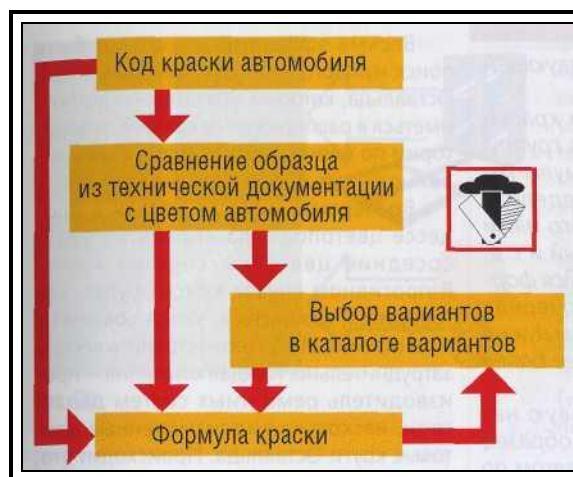 Код краски автомобиля
Сравнение образца
из технической документации
с цветом автомобиля
Выбор вариантов
в каталоге вариантов
Формула краски